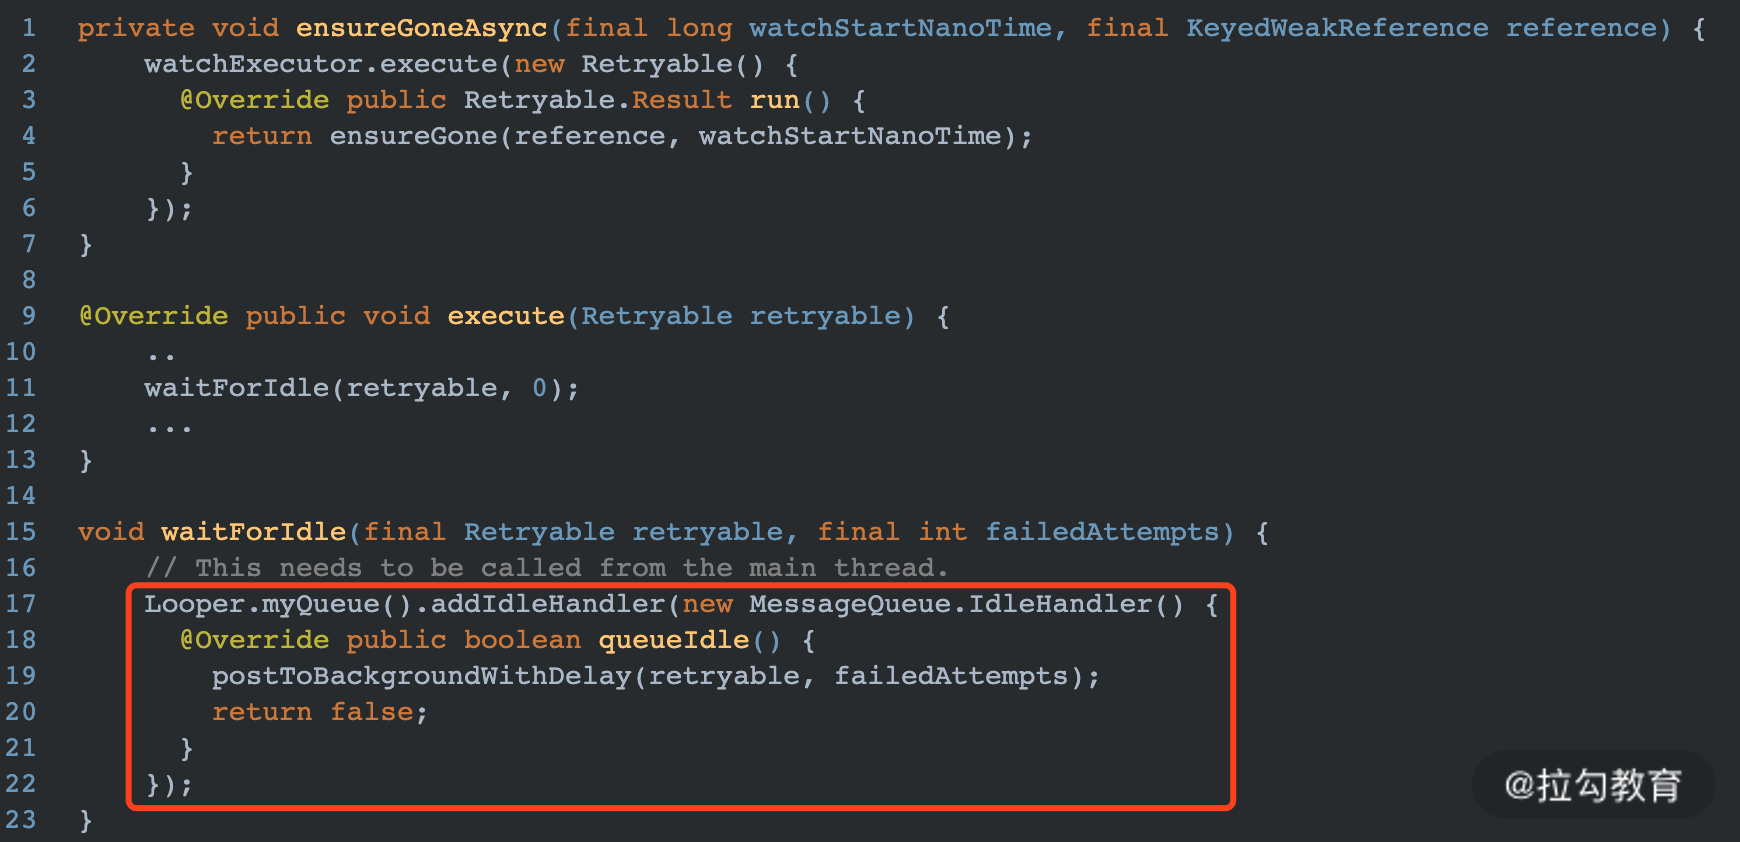 1 private void ensureGoneAsync(final long watchStartNanoTime, final KeyedWeakReference reference) {
2     watchExecutor.execute(new Retryable() {
3       @Override public Retryable.Result run() {
4         return ensureGone(reference, watchStartNanoTime);
5       }
6     });
7 }
8
9 @Override public void execute(Retryable retryable) {
10     ..
11     waitForIdle(retryable, 0);
12     ...
13 }
14
15 void waitForIdle(final Retryable retryable, final int failedAttempts) {
16     // This needs to be called from the main thread.
17     Looper.myQueue().addIdleHandler(new MessageQueue.IdleHandler() {
18       @Override public boolean queueIdle() {
19         postToBackgroundWithDelay(retryable, failedAttempts);
20         return false;
21       }
22     });
23 }
@拉勾教育